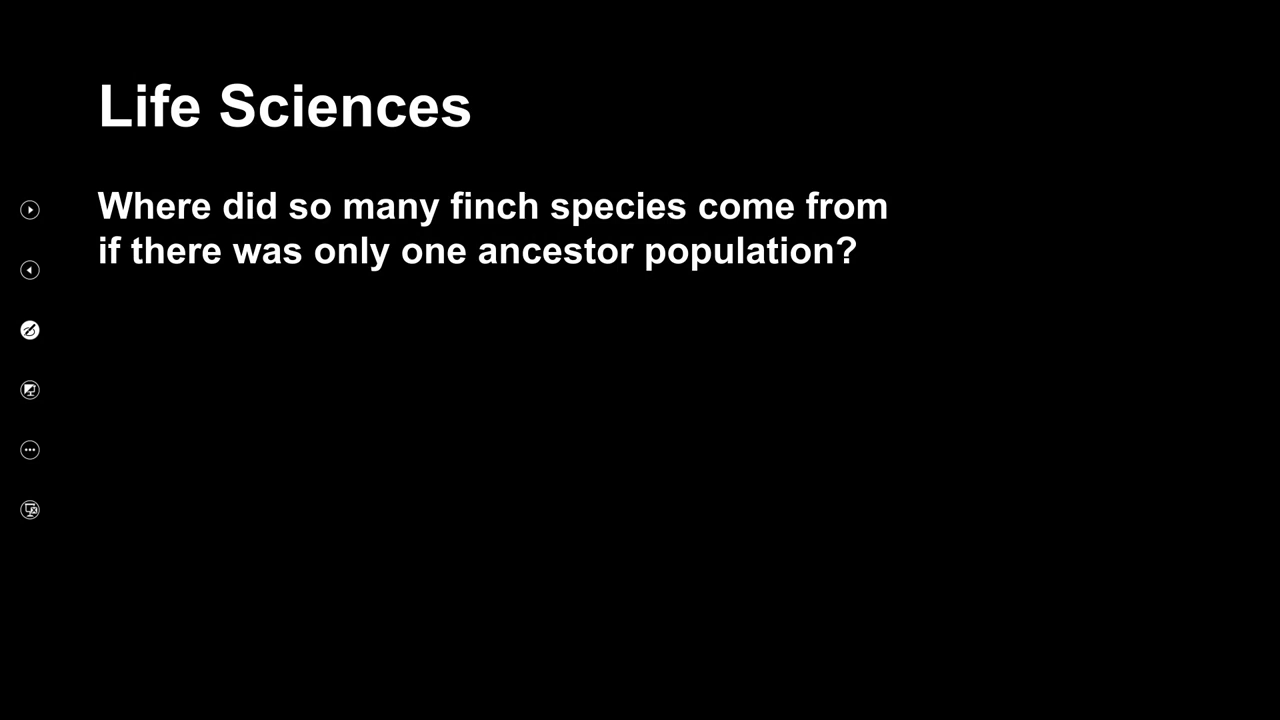 Life Sciences
Where did so many finch species come from
if there was only one ancestor population?